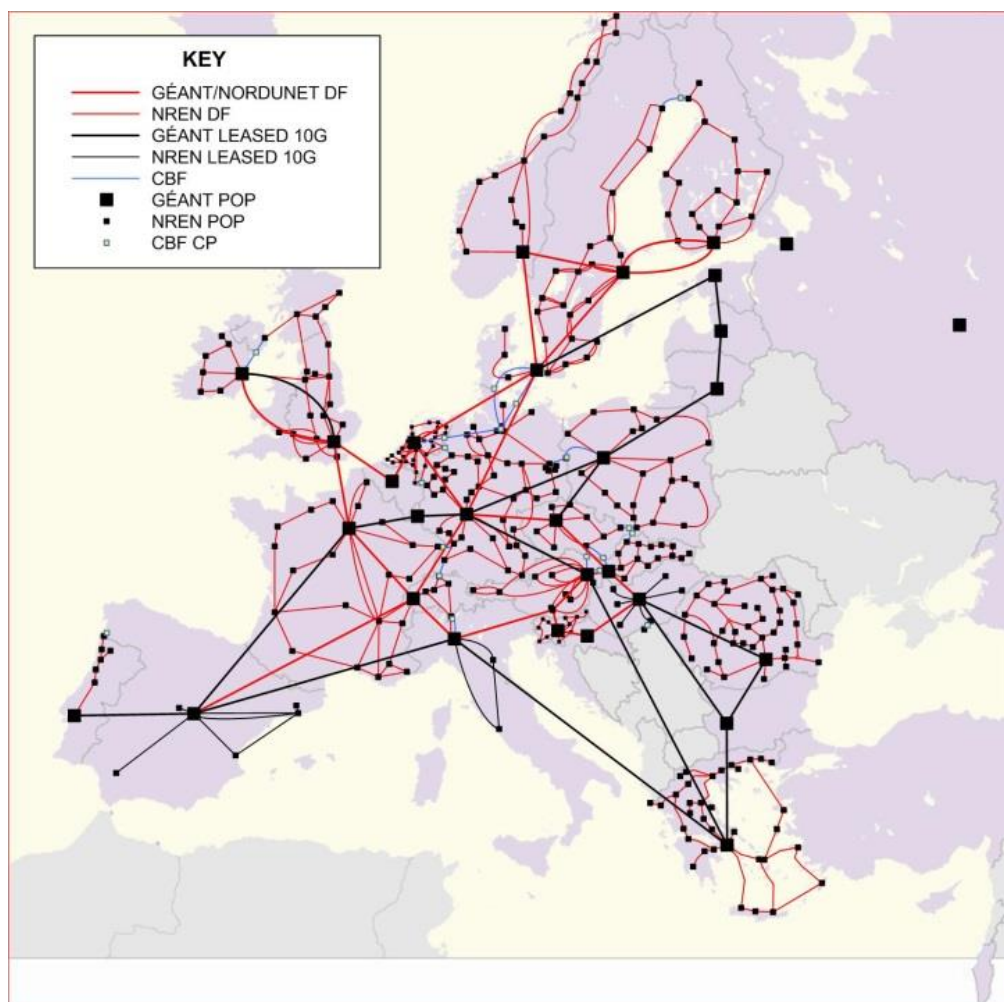 KEY
GÉANT/NORDUNET DF
NREN DF
GÉANT LEASED 10G
NREN LEASED 10G
CBF
GÉANT POP
NREN POP
CBF CP